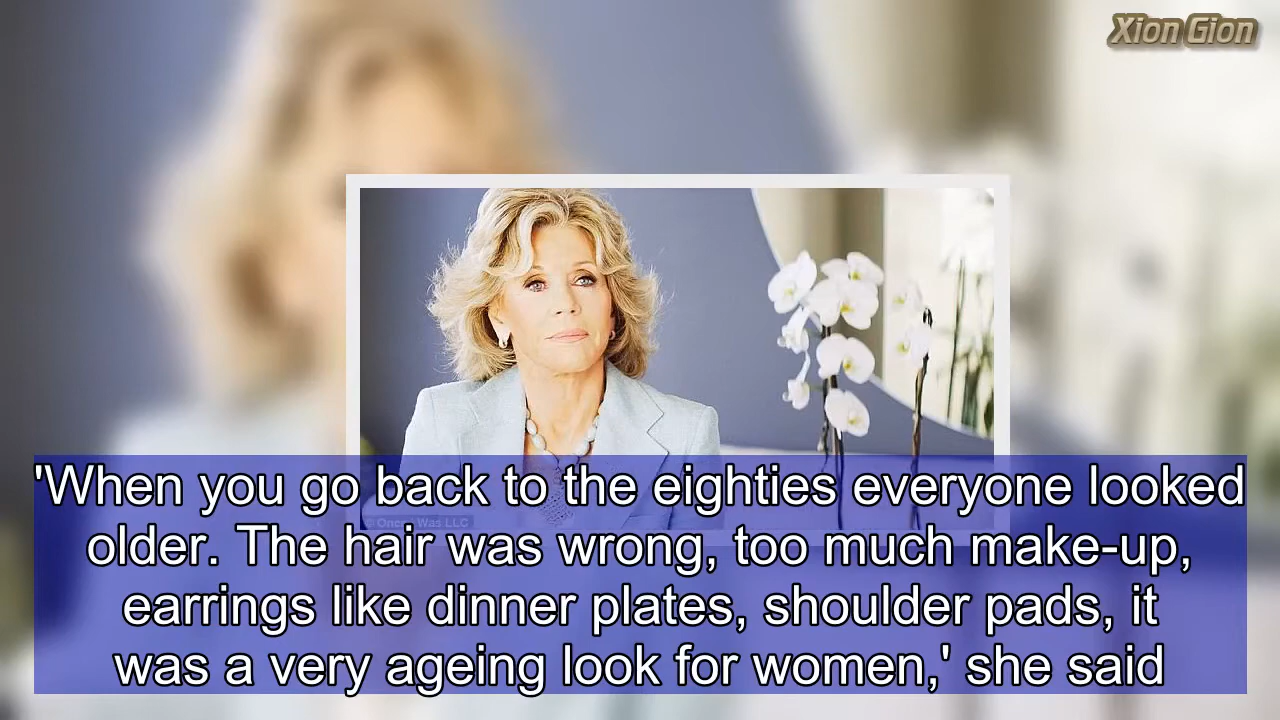 Xion Gion
'When you go back to the eighties everyone looked
older. The hair was wrong, too much make-up,
earrings like dinner plates, shoulder pads, it
was a very ageing look for women,' she said